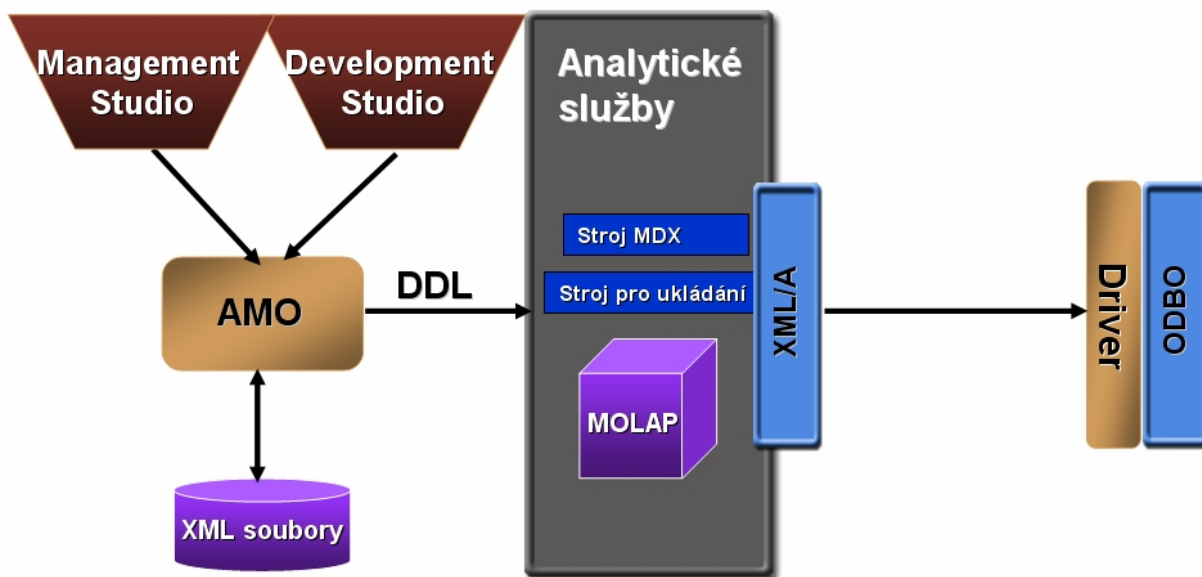 Management
Studio
Development
Studio
Analytické
služby
Stroj MDX
Stroj pro ukládání
XML/A
Driver
ODBO
AMO
DDL
MOLAP
XML soubory